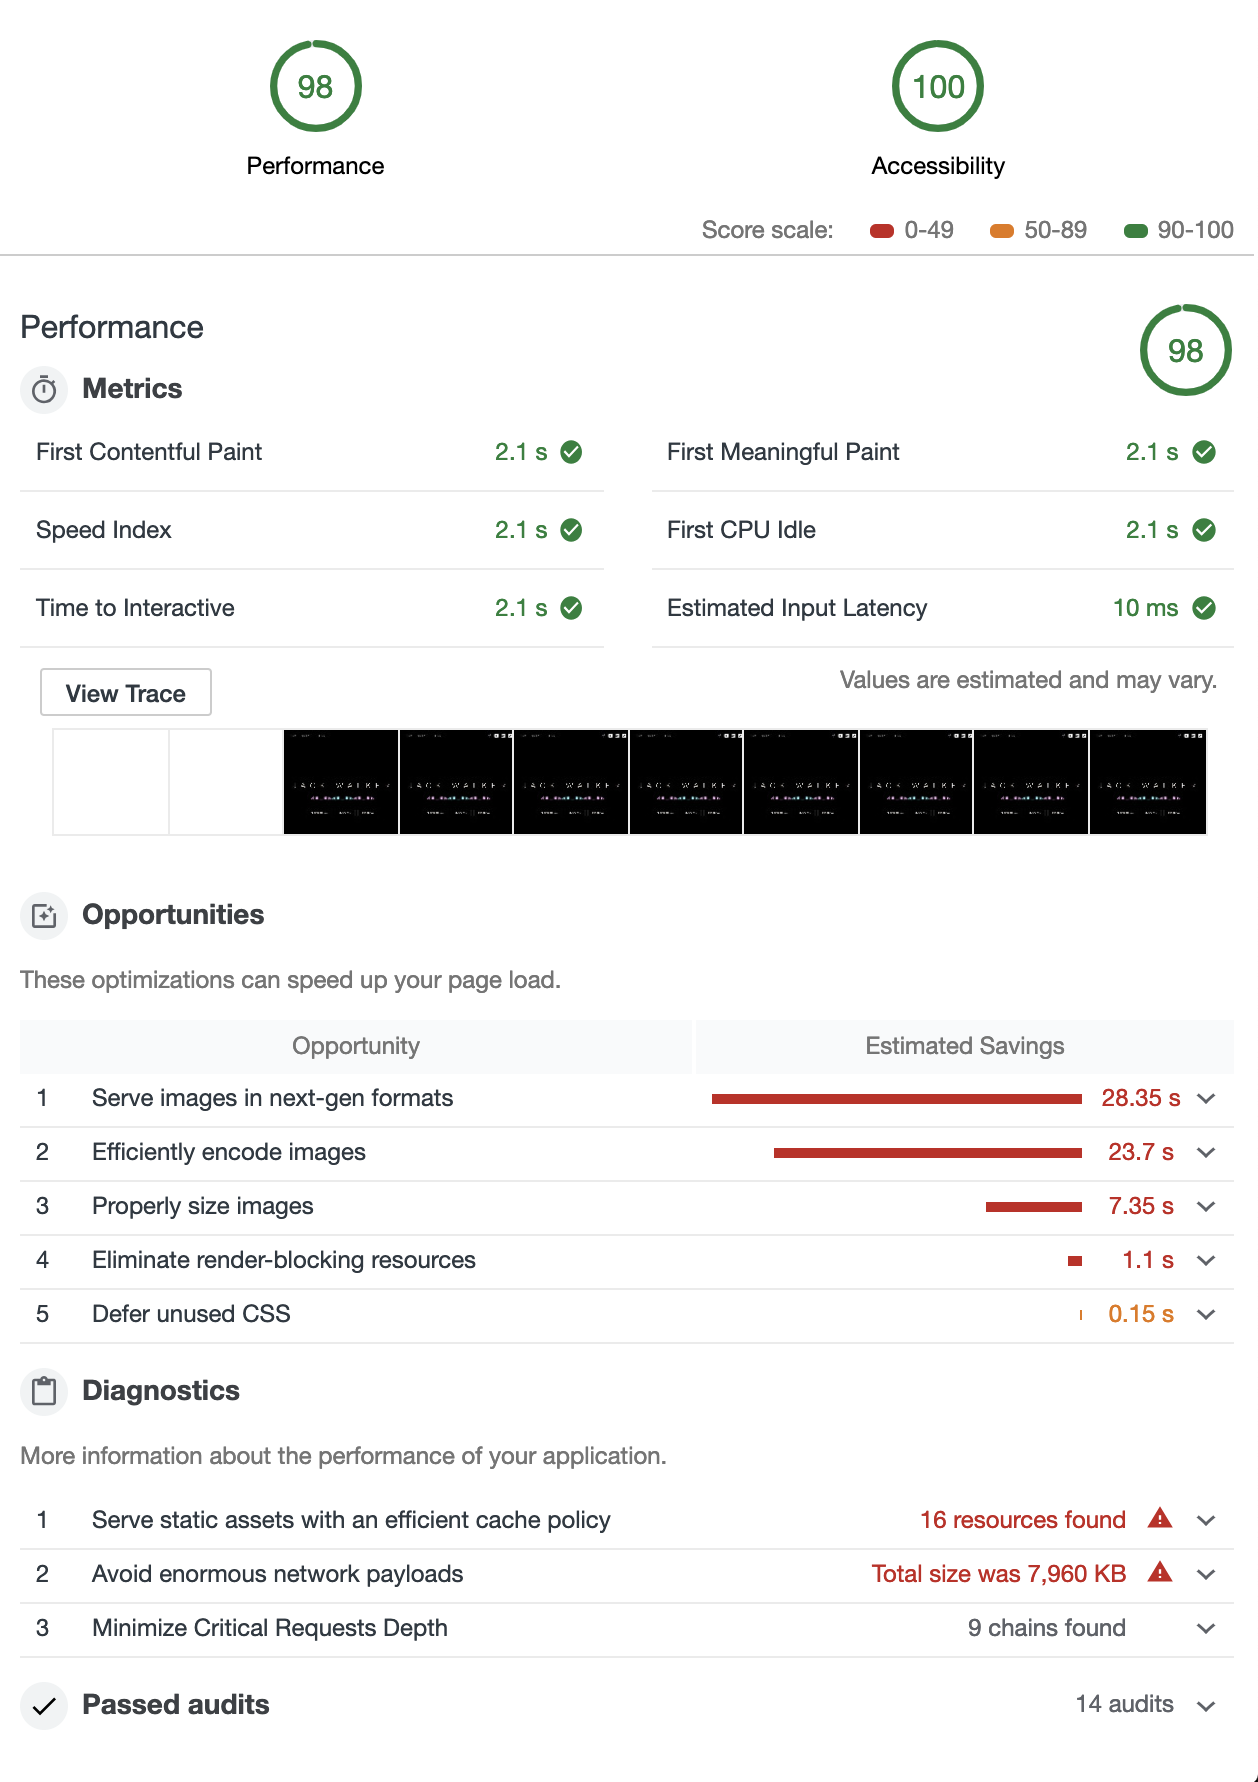 98
Performance
100
Accessibility
Score scale: 0-49 50-89 90-100
Performance
98
Metrics
First Contentful Paint 2.1 s
First Meaningful Paint 2.1 s
Speed Index 2.1 s
First CPU Idle 2.1 s
Time to Interactive 2.1 s
Estimated Input Latency 10 ms
View Trace
Values are estimated and may vary.
Opportunities
These optimizations can speed up your page load.
Opportunity Estimated Savings
1 Serve images in next-gen formats 28.35 s
2 Efficiently encode images 23.7 s
3 Properly size images 7.35 s
4 Eliminate render-blocking resources 1.1 s
5 Defer unused CSS 0.15 s
Diagnostics
More information about the performance of your application.
1 Serve static assets with an efficient cache policy 16 resources found
2 Avoid enormous network payloads Total size was 7,960 KB
3 Minimize Critical Requests Depth 9 chains found
Passed audits 14 audits